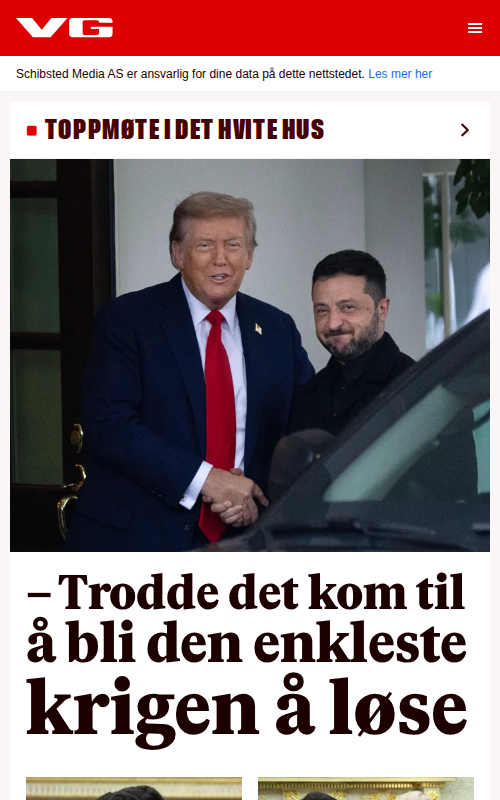 VG
Schibsted Media AS er ansvarlig for dine data på dette nettstedet. Les mer her
TOPPMØTE I DET HVITE HUS
– Trodde det kom til
å bli den enkleste
krigen å løse